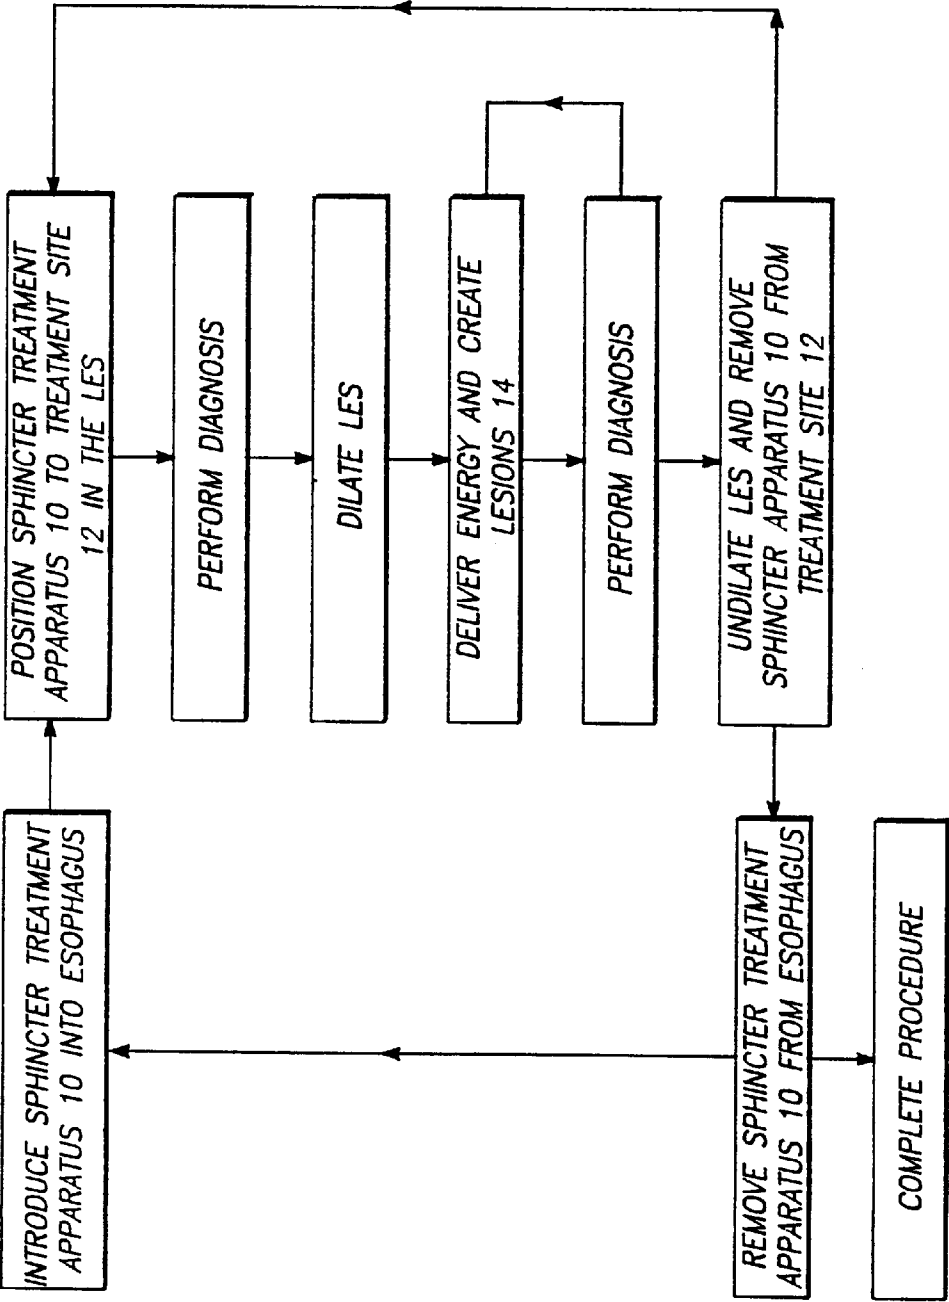 INTRODUCE SPHINCTER TREATMENT
APPARATUS 10 INTO ESOPHAGUS
POSITION SPHINCTER TREATMENT
APPARATUS 10 TO TREATMENT SITE
12 IN THE LES
PERFORM DIAGNOSIS
DILATE LES
DELIVER ENERGY AND CREATE
LESIONS 14
PERFORM DIAGNOSIS
UNDILATE LES AND REMOVE
SPHINCTER APPARATUS 10 FROM
TREATMENT SITE 12
REMOVE SPHINCTER TREATMENT
APPARATUS 10 FROM ESOPHAGUS
COMPLETE PROCEDURE